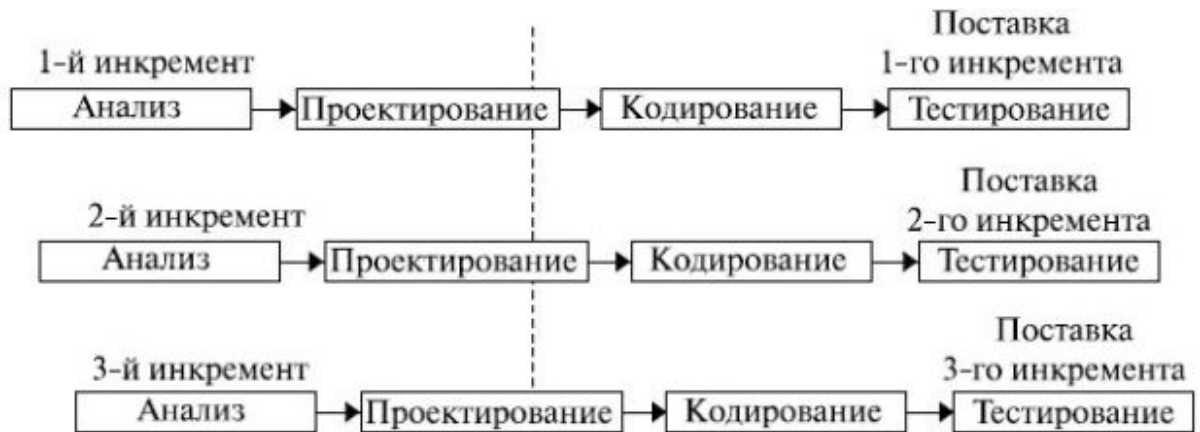 Поставка
1-й инкремент
1-го инкремента
Анализ
Проектирование
Кодирование
Тестирование
Поставка
2-й инкремент
2-го инкремента
Анализ
Проектирование
Кодирование
Тестирование
Поставка
3-й инкремент
3-го инкремента
Анализ
Проектирование
Кодирование
Тестирование